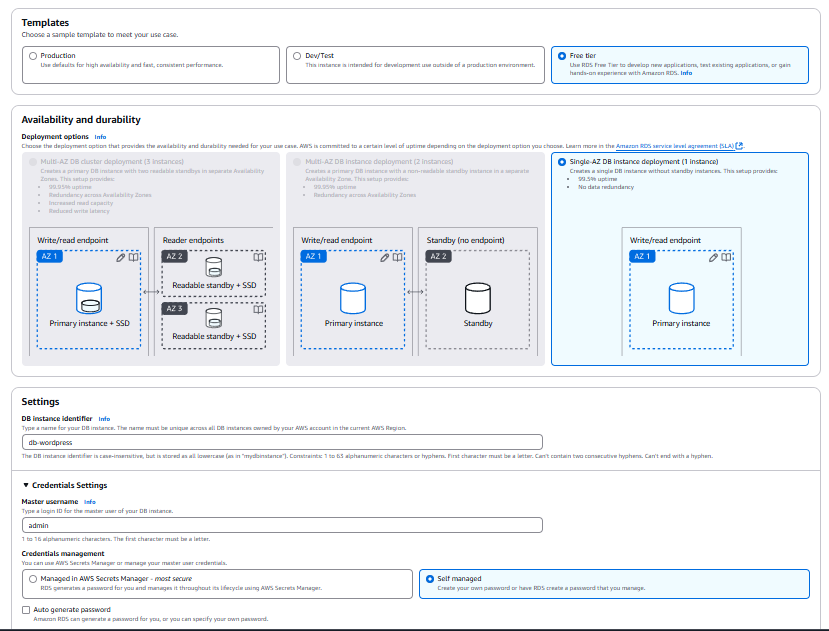 Templates
Choose a sample template to meet your use case.
Production
Use defaults for high availability and fast, consistent performance.
Dev/Test
This instance is intended for development use outside of a production environment.
Free tier
Use RDS Free Tier to develop new applications, test existing applications, or gain
hands-on experience with Amazon RDS. Info
Availability and durability
Deployment options Info
Choose the deployment option that provides the availability and durability needed for your use case. AWS is committed to a certain level of uptime depending on the deployment option you choose. Learn more in the Amazon RDS service level agreement (SLA).
Multi-AZ DB cluster deployment (3 instances)
Creates a primary DB instance with two readable standbys in separate Availability
Zones. This setup provides:
• 99.95% uptime
• Redundancy across Availability Zones
• Increased read capacity
• Reduced write latency
Write/read endpoint
AZ 1
Primary instance + SSD
Reader endpoints
AZ 2
Readable standby + SSD
AZ 3
Readable standby + SSD
Multi-AZ DB instance deployment (2 instances)
Creates a primary DB instance with a non-readable standby instance in a separate
Availability Zone. This setup provides:
• 99.95% uptime
• Redundancy across Availability Zones
Write/read endpoint
AZ 1
Primary instance
Standby (no endpoint)
AZ 2
Standby
Single-AZ DB instance deployment (1 instance)
Creates a single DB instance without standby instances. This setup provides:
• 99.5% uptime
• No data redundancy
Write/read endpoint
AZ 1
Primary instance
Settings
DB instance identifier Info
Type a name for your DB instance. The name must be unique across all DB instances owned by your AWS account in the current AWS Region.
db-wordpress
The DB instance identifier is case-insensitive, but is stored as all lowercase (as in "mydbinstance"). Constraints: 1 to 63 alphanumeric characters or hyphens. First character must be a letter. Can't contain two consecutive hyphens. Can't end with a hyphen.
Credentials Settings
Master username Info
Type a login ID for the master user of your DB instance.
admin
1 to 16 alphanumeric characters. The first character must be a letter.
Credentials management
You can use AWS Secrets Manager or manage your master user credentials.
Managed in AWS Secrets Manager - most secure
RDS generates a password for you and manages it throughout its lifecycle using AWS Secrets Manager.
Self managed
Create your own password or have RDS create a password that you manage.
Auto generate password
Amazon RDS can generate a password for you, or you can specify your own password.